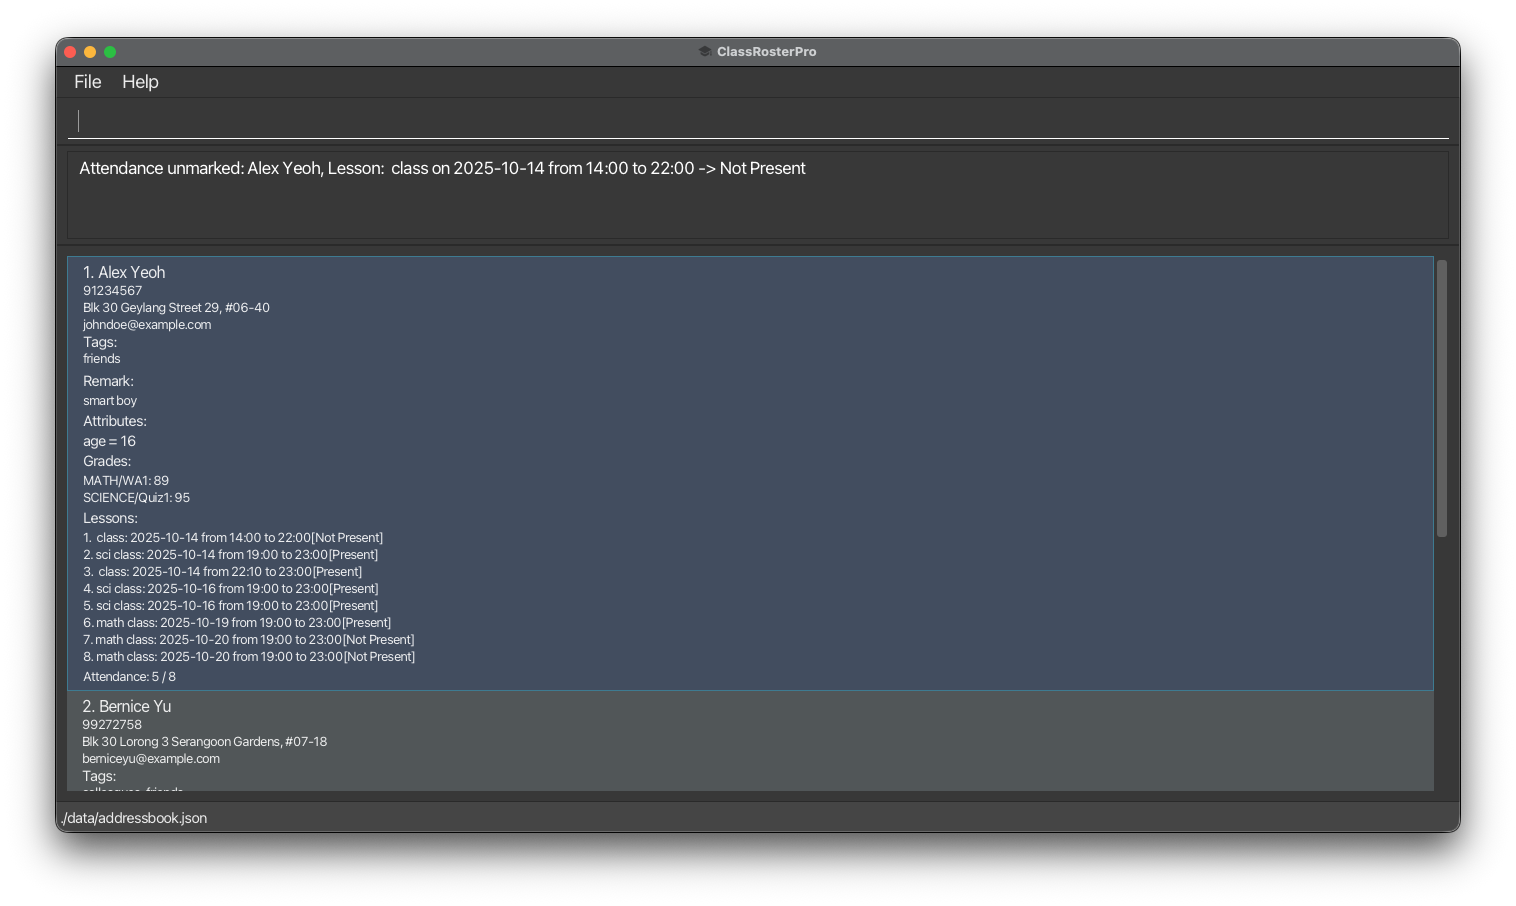 ClassRosterPro
File Help
Attendance unmarked: Alex Yeoh, Lesson:  class on 2025-10-14 from 14:00 to 22:00 -> Not Present
1. Alex Yeoh
91234567
Blk 30 Geylang Street 29, #06-40
johndoe@example.com
Tags:
friends
Remark:
smart boy
Attributes:
age = 16
Grades:
MATH/WA1: 89
SCIENCE/Quiz1: 95
Lessons:
1.  class: 2025-10-14 from 14:00 to 22:00[Not Present]
2. sci class: 2025-10-14 from 19:00 to 23:00[Present]
3.  class: 2025-10-14 from 22:10 to 23:00[Present]
4. sci class: 2025-10-16 from 19:00 to 23:00[Present]
5. sci class: 2025-10-16 from 19:00 to 23:00[Present]
6. math class: 2025-10-19 from 19:00 to 23:00[Present]
7. math class: 2025-10-20 from 19:00 to 23:00[Not Present]
8. math class: 2025-10-20 from 19:00 to 23:00[Not Present]
Attendance: 5 / 8
2. Bernice Yu
99272758
Blk 30 Lorong 3 Serangoon Gardens, #07-18
berniceyu@example.com
Tags:
./data/addressbook.json